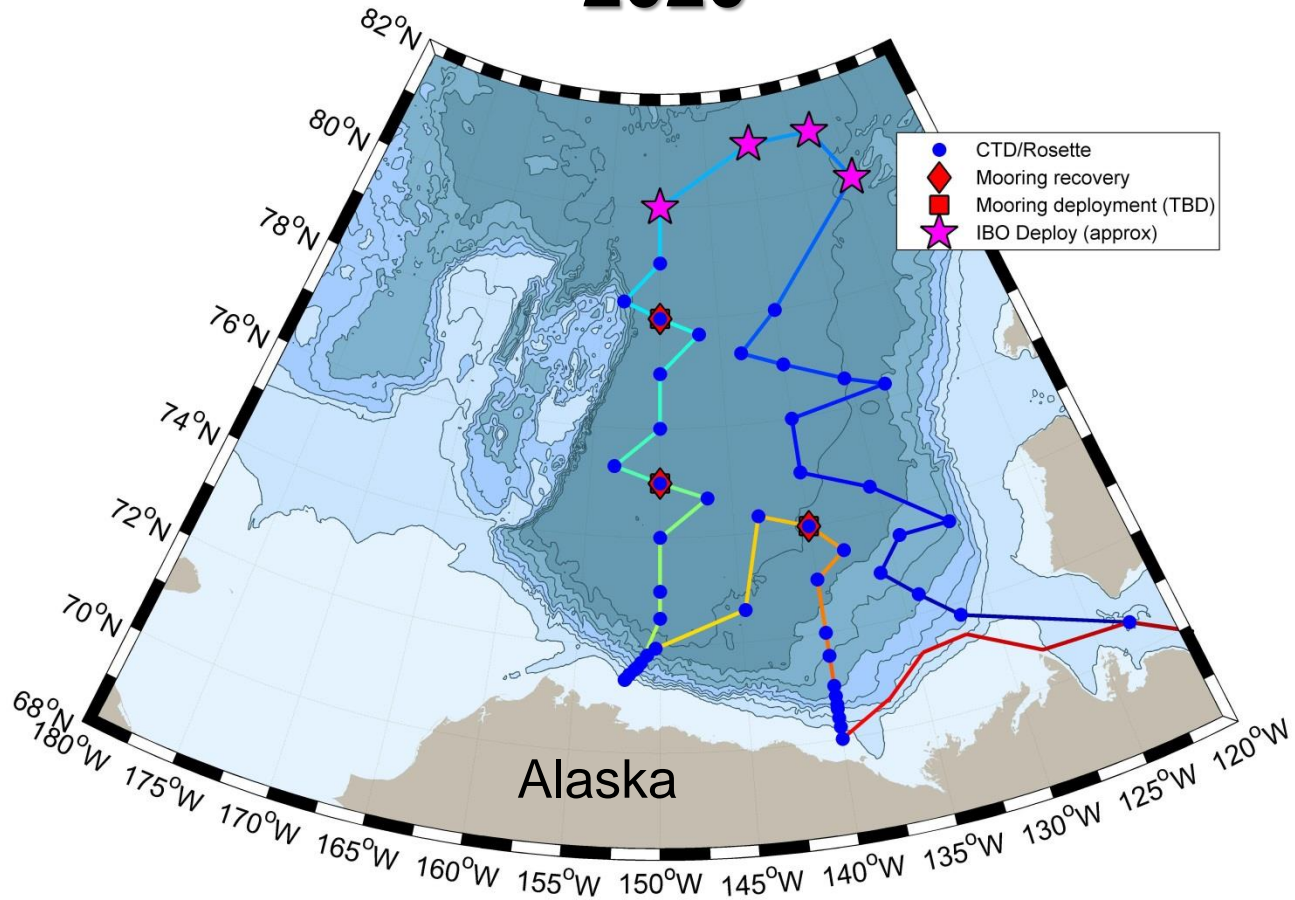 82°N
80°N
78°N
76°N
74°N
72°N
70°N
68°N
180°W
175°W
170°W
165°W
160°W
155°W
150°W
145°W
140°W
135°W
130°W
125°W
120°W
CTD/Rosette
Mooring recovery
Mooring deployment (TBD)
IBO Deploy (approx)
Alaska